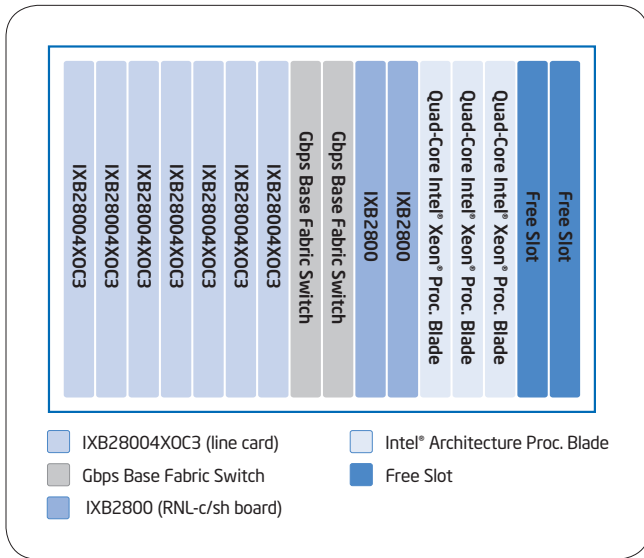 IXB28004XOC3
IXB28004XOC3
IXB28004XOC3
IXB28004XOC3
IXB28004XOC3
IXB28004XOC3
IXB28004XOC3
Gbps Base Fabric Switch
Gbps Base Fabric Switch
IXB2800
IXB2800
Quad-Core Intel® Xeon® Proc. Blade
Quad-Core Intel® Xeon® Proc. Blade
Quad-Core Intel® Xeon® Proc. Blade
Free Slot
Free Slot
IXB28004XOC3 (line card)
Gbps Base Fabric Switch
IXB2800 (RNL-c/sh board)
Intel® Architecture Proc. Blade
Free Slot